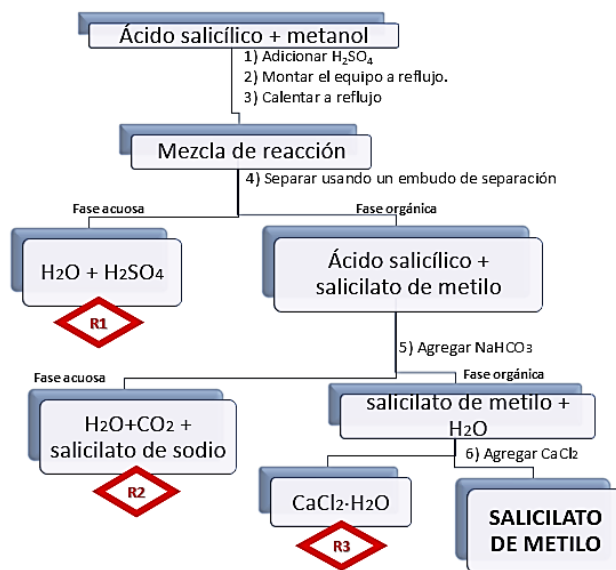 Ácido salicílico + metanol
1) Adicionar H₂SO₄
2) Montar el equipo a reflujo.
3) Calentar a reflujo
Mezcla de reacción
4) Separar usando un embudo de separación
Fase acuosa
Fase orgánica
H₂O + H₂SO₄
R1
Ácido salicílico +
salicilato de metilo
5) Agregar NaHCO₃
Fase acuosa
Fase orgánica
H₂O+CO₂ +
salicilato de sodio
R2
salicilato de metilo +
H₂O
6) Agregar CaCl₂
CaCl₂·H₂O
R3
SALICILATO
DE METILO